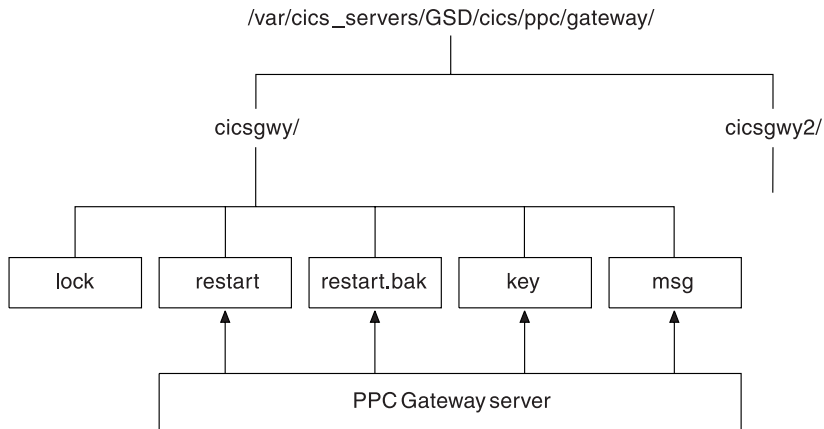 /var/cics_servers/GSD/cics/ppc/gateway/
cicsgwy/
cicsgwy2/
lock
restart
restart.bak
key
msg
PPC Gateway server